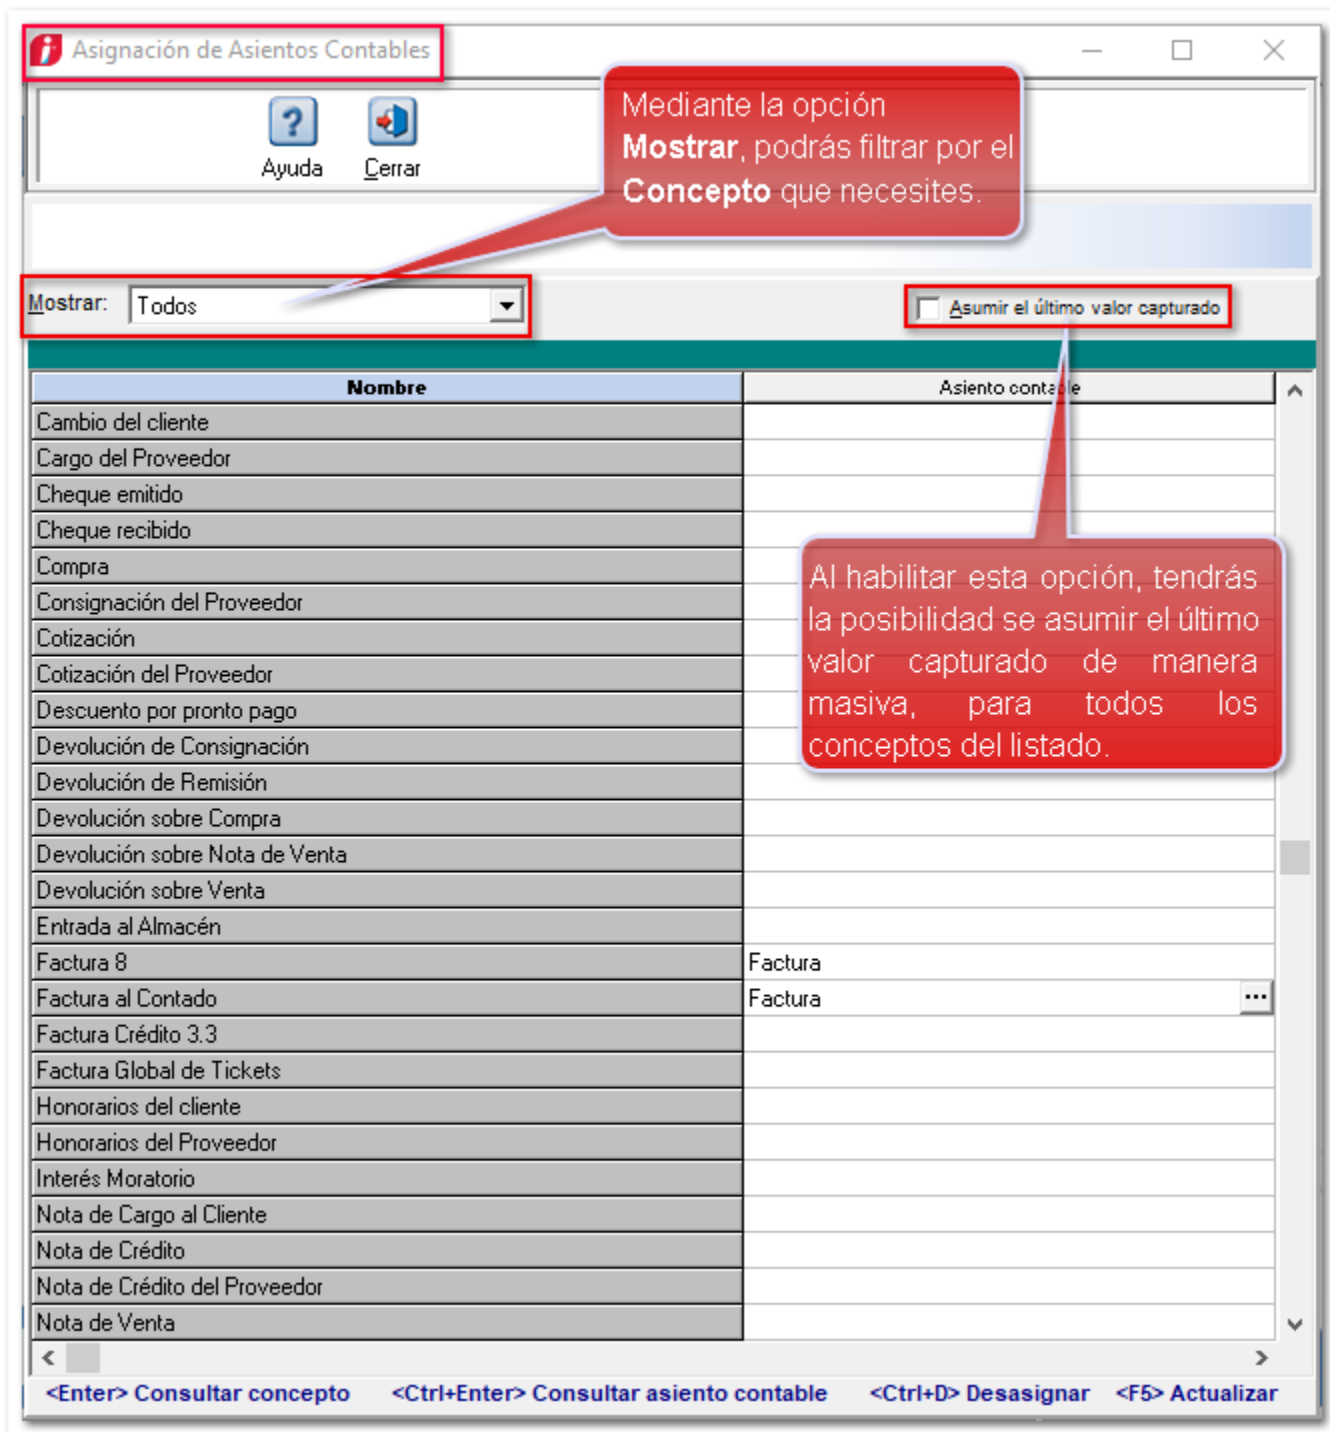 Asignación de Asientos Contables
Ayuda
Cerrar
Mediante la opción
Mostrar, podrás filtrar por el
Concepto que necesites.
Mostrar:
Todos
Asumir el último valor capturado
Nombre
Asiento contable
Cambio del cliente
Cargo del Proveedor
Cheque emitido
Cheque recibido
Compra
Consignación del Proveedor
Cotización
Cotización del Proveedor
Descuento por pronto pago
Devolución de Consignación
Devolución de Remisión
Devolución sobre Compra
Devolución sobre Nota de Venta
Devolución sobre Venta
Entrada al Almacén
Al habilitar esta opción, tendrás
la posibilidad se asumir el último
valor capturado de manera
masiva, para todos los
conceptos del listado.
Factura 8 Factura
Factura al Contado Factura ...
Factura Crédito 3.3
Factura Global de Tickets
Honorarios del cliente
Honorarios del Proveedor
Interés Moratorio
Nota de Cargo al Cliente
Nota de Crédito
Nota de Crédito del Proveedor
Nota de Venta
<Enter> Consultar concepto <Ctrl+Enter> Consultar asiento contable <Ctrl+D> Desasignar <F5> Actualizar